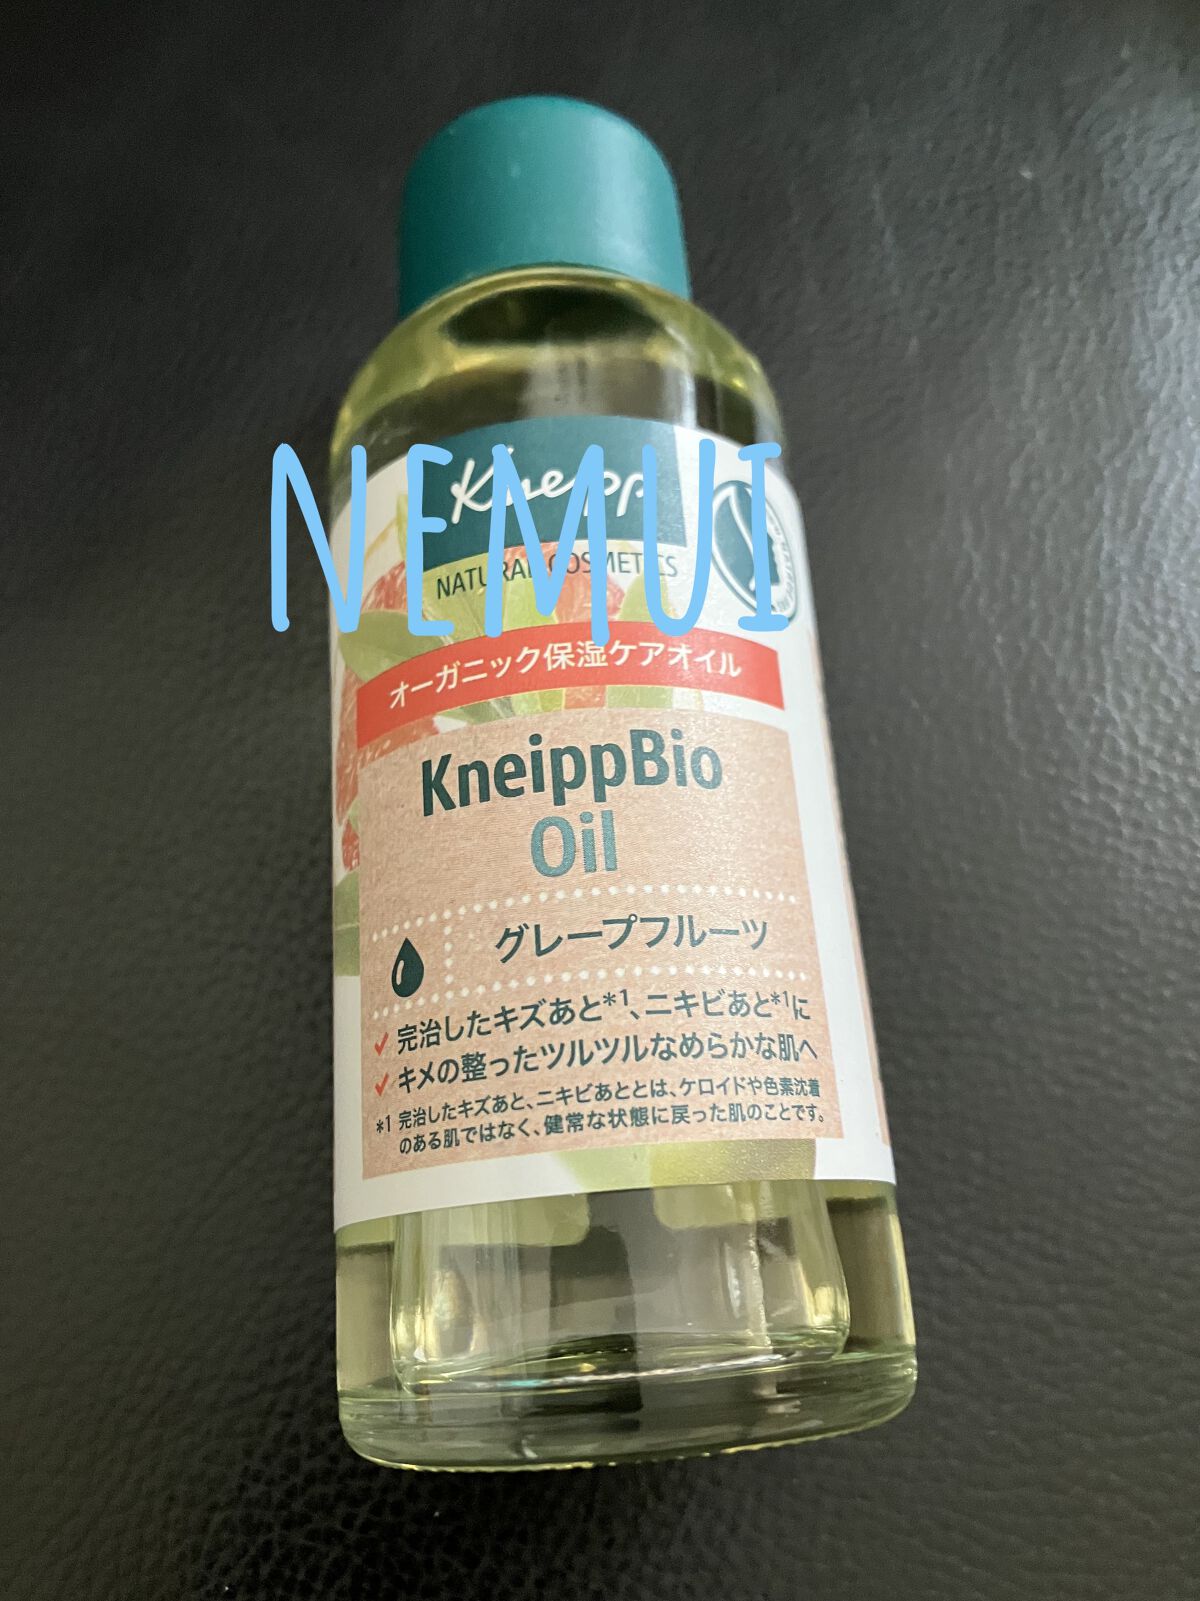 NEMUI
Kneipp
NATURAL COSMETICS
オーガニック保湿ケアオイル
KneippBio
Oil
グレープフルーツ
完治したキズあと*1、ニキビあと*1に
キメの整ったツルツルなめらかな肌へ
*1 完治したキズあと、ニキビあととは、ケロイドや色素沈着
のある肌ではなく、健常な状態に戻った肌のことです。